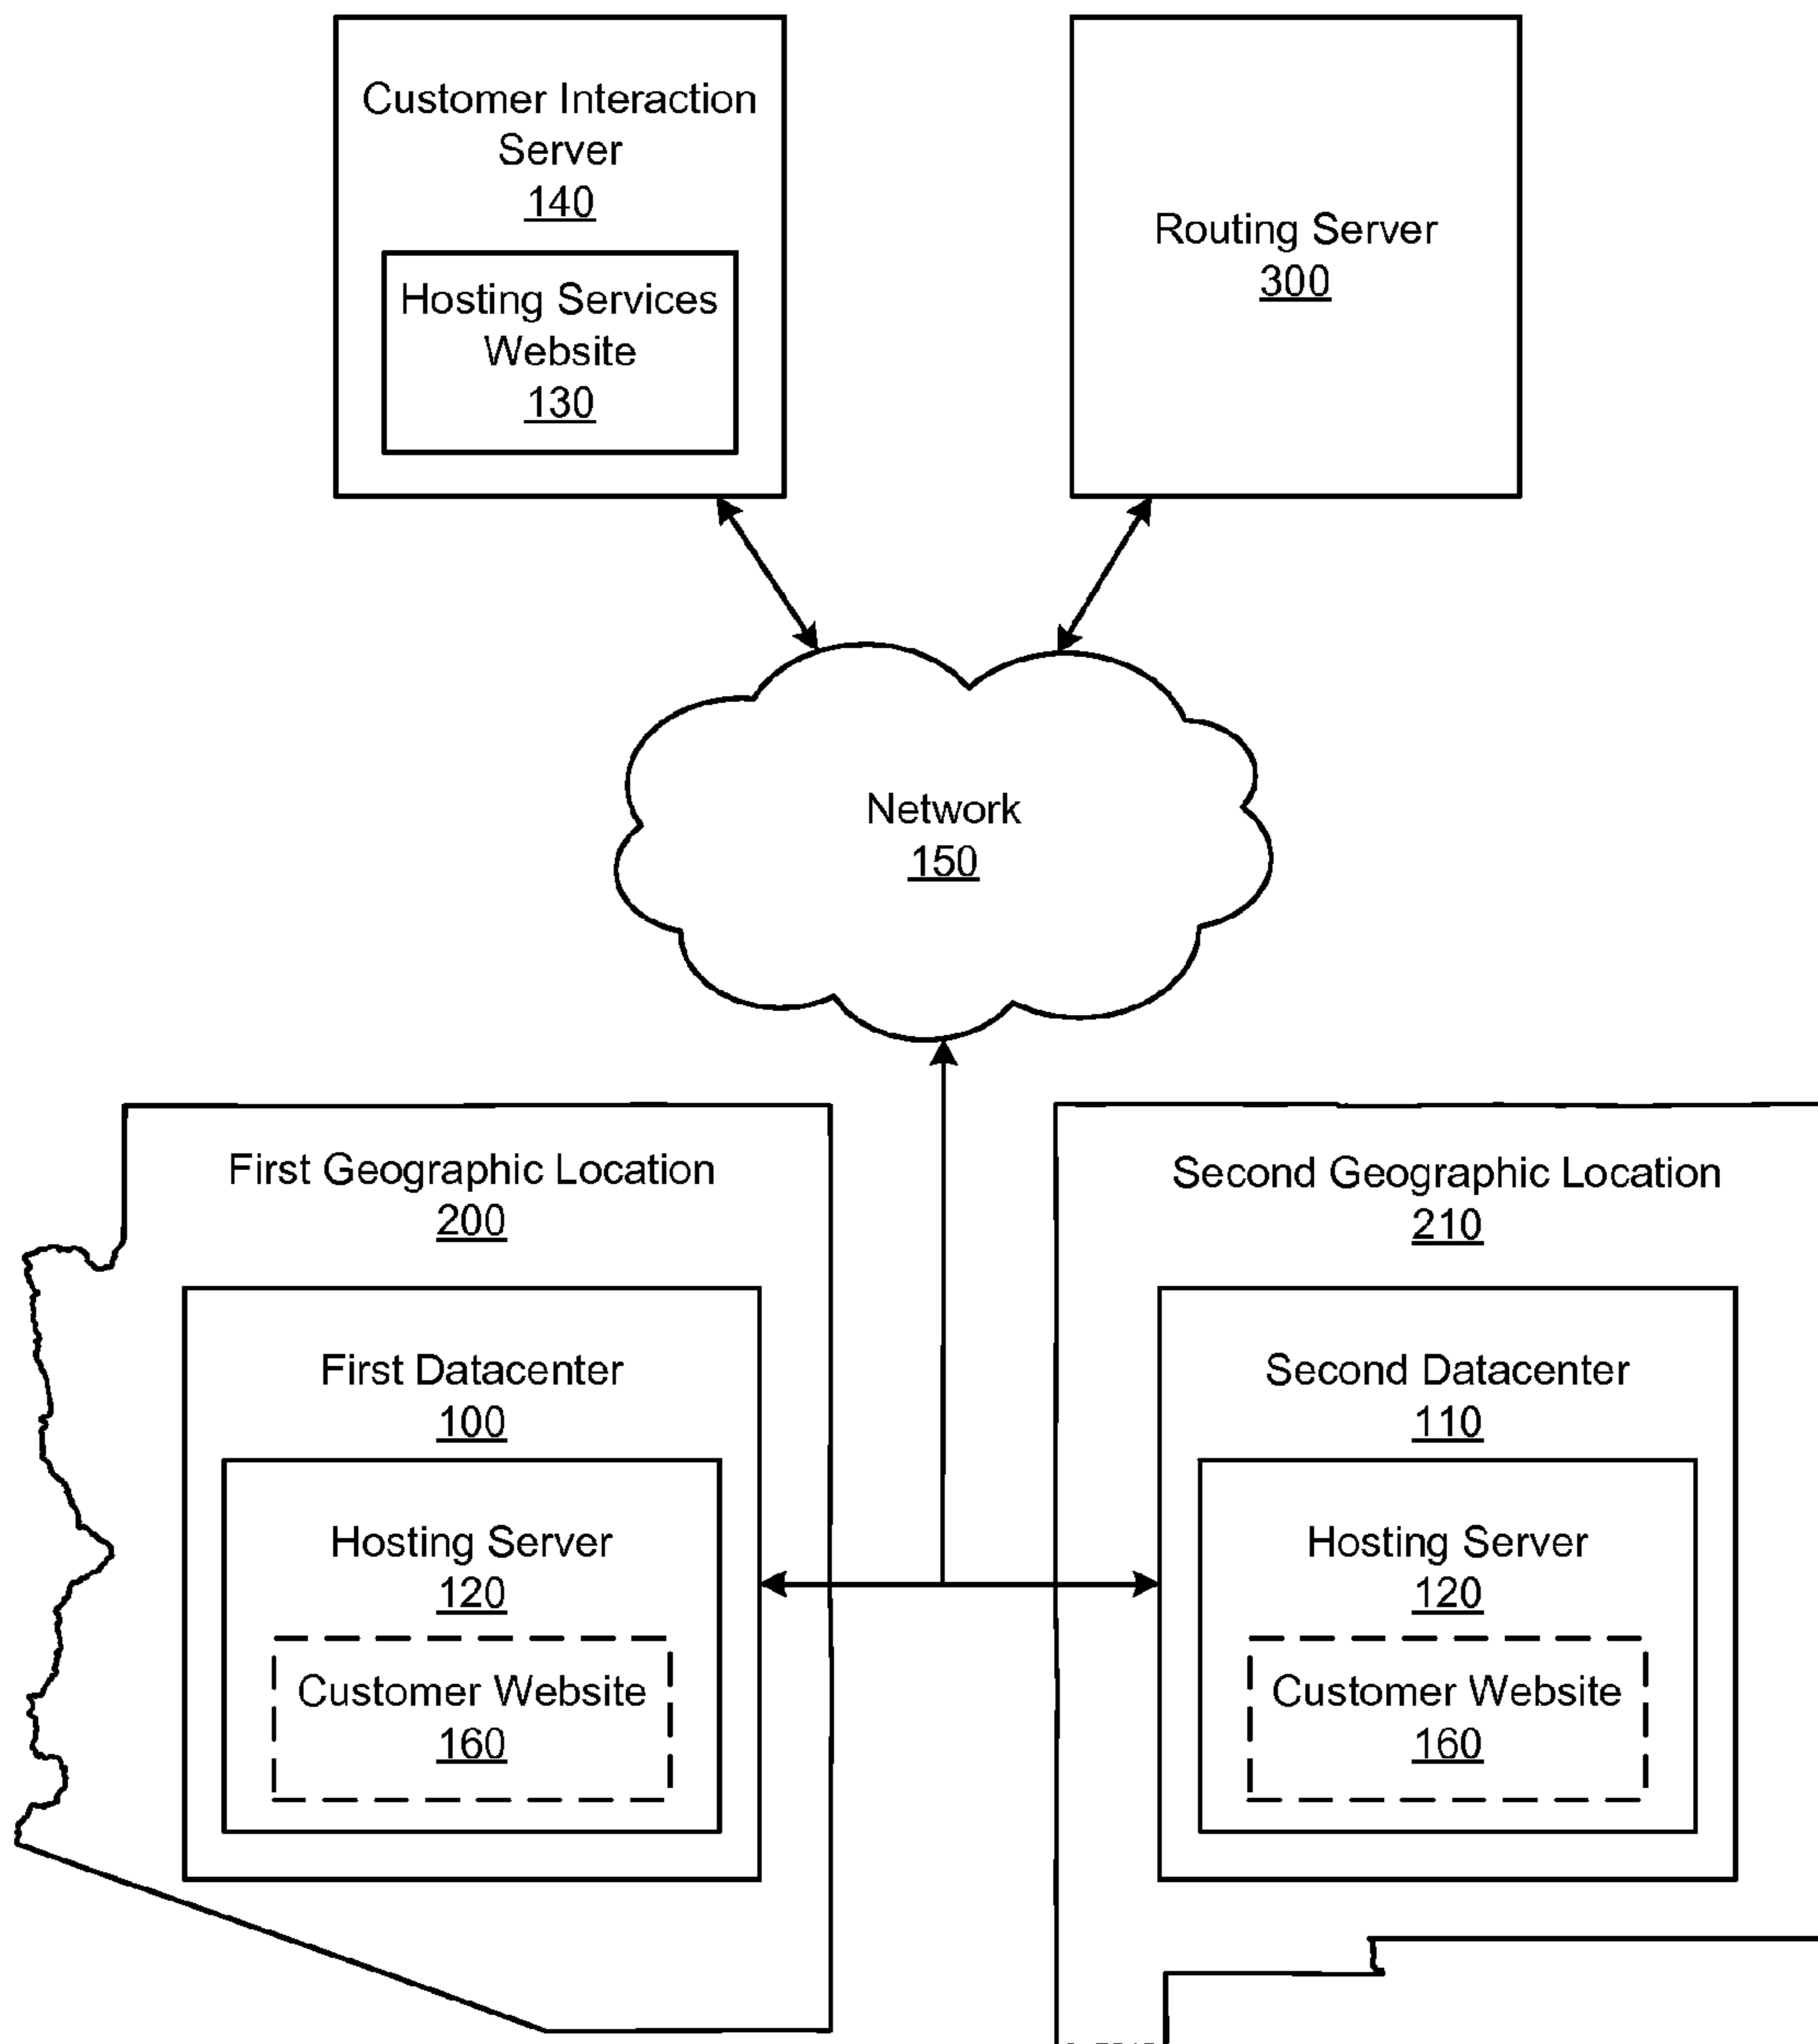 Customer Interaction
Server
140
Hosting Services
Website
130
Routing Server
300
Network
150
First Geographic Location
200
First Datacenter
100
Hosting Server
120
Customer Website
160
Second Geographic Location
210
Second Datacenter
110
Hosting Server
120
Customer Website
160